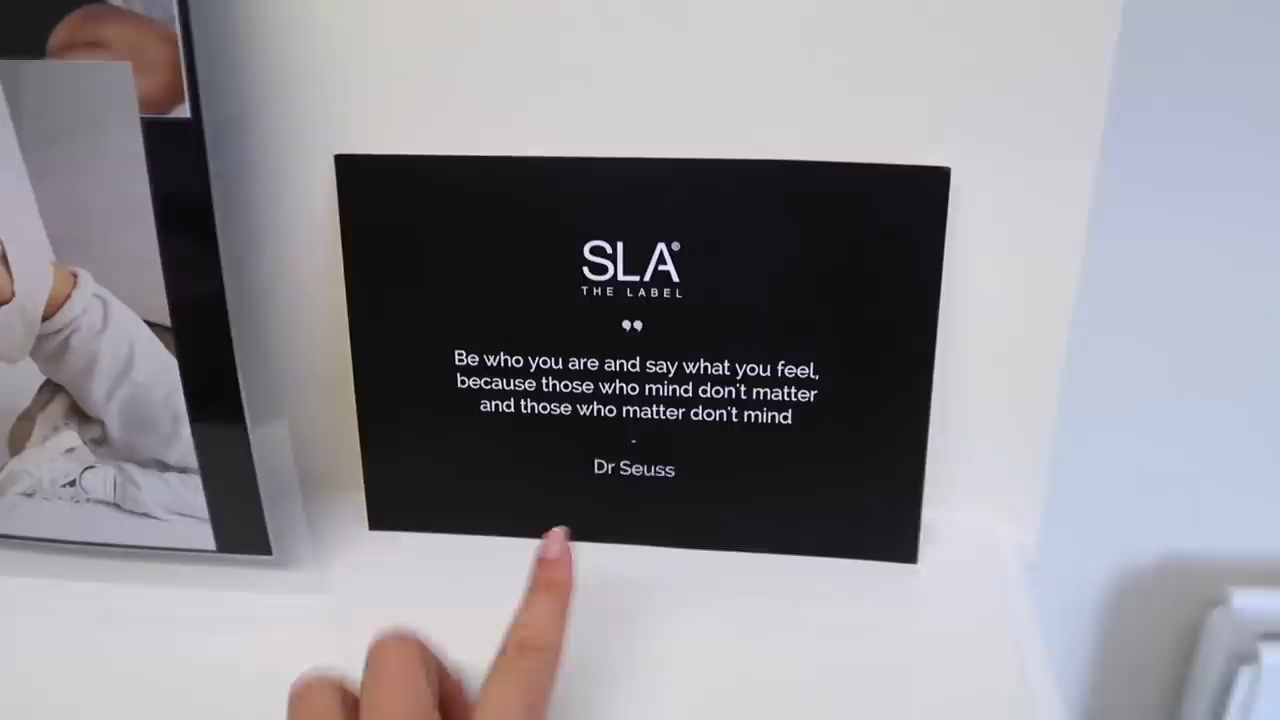 SLA®
THE LABEL
❞
Be who you are and say what you feel,
because those who mind don't matter
and those who matter don't mind
-
Dr Seuss